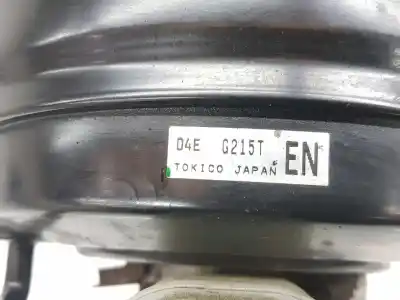 D4E G215T EN
TOKICO JAPAN